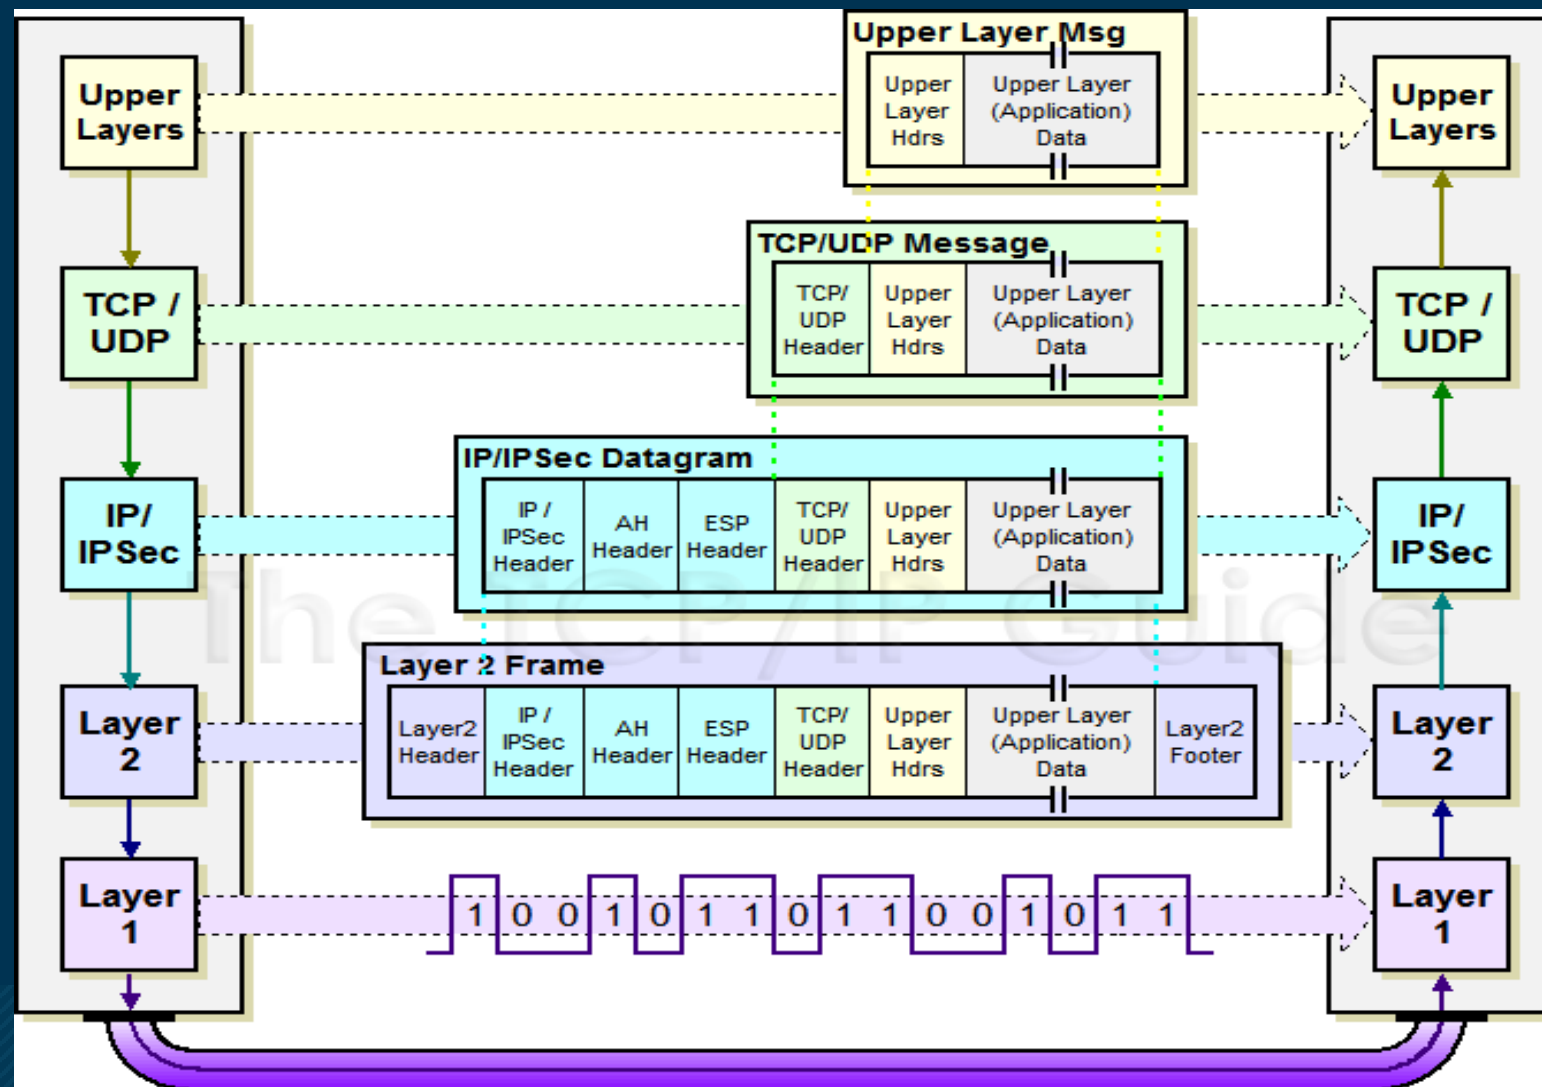 Upper Layer Msg
Upper
Layers
Upper
Layer
Hdrs
Upper Layer
(Application)
Data
Upper
Layers
TCP/UDP Message
TCP /
UDP
TCP/
UDP
Header
Upper
Layer
Hdrs
Upper Layer
(Application)
Data
TCP /
UDP
IP/IPSec Datagram
IP/
IPSec
IP /
IPSec
Header
AH
Header
ESP
Header
TCP/
UDP
Header
Upper
Layer
Hdrs
Upper Layer
(Application)
Data
IP/
IPSec
The TCP/IP Guide
Layer 2 Frame
Layer
2
Layer2
Header
IP /
IPSec
Header
AH
Header
ESP
Header
TCP/
UDP
Header
Upper
Layer
Hdrs
Upper Layer
(Application)
Data
Layer2
Footer
Layer
2
Layer
1
1 0 0 1 0 1 1 0 1 1 0 0 1 0 1 1
Layer
1